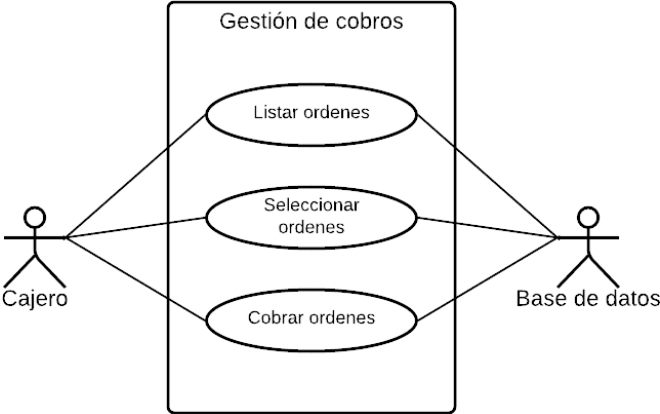 Gestión de cobros
Listar ordenes
Seleccionar
ordenes
Cobrar ordenes
Cajero
Base de datos